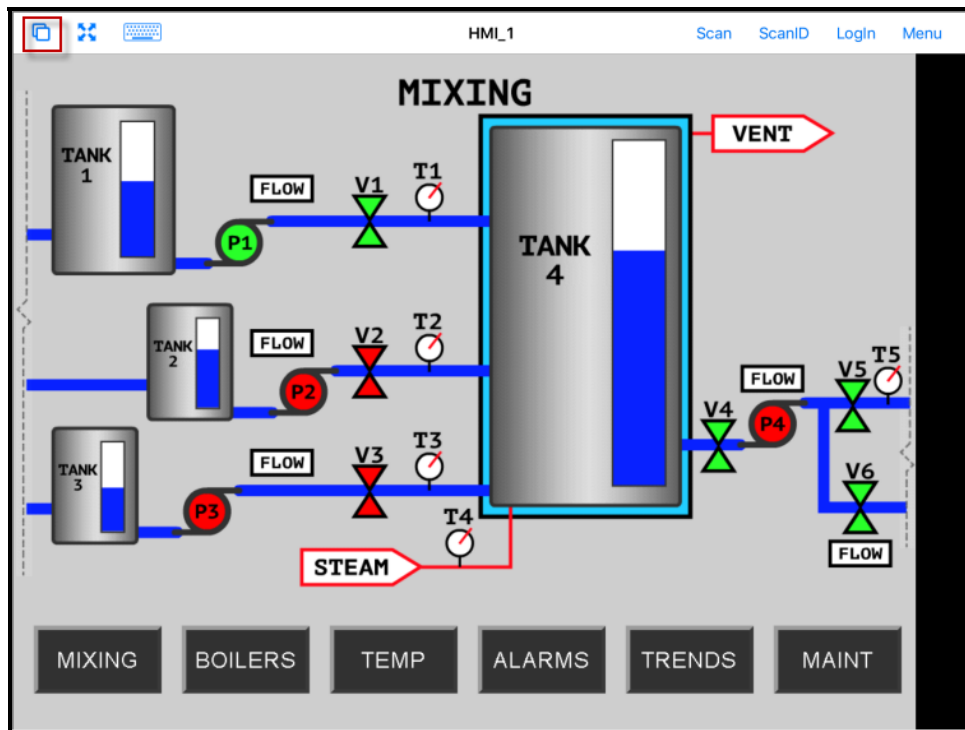 HMI_1 Scan ScanID LogIn Menu
MIXING
VENT
TANK
1
FLOW
V1
T1
P1
TANK
4
TANK
2
FLOW
V2
T2
P2
TANK
3
FLOW
V3
T3
P3
T4
STEAM
V4
FLOW
P4
V5
T5
V6
FLOW
MIXING BOILERS TEMP ALARMS TRENDS MAINT